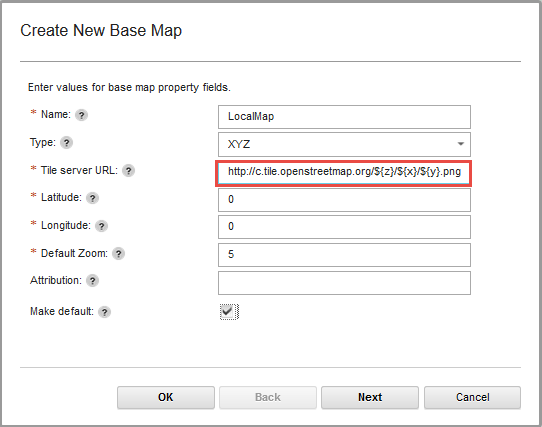 Create New Base Map
Enter values for base map property fields.
* Name: ? LocalMap
Type: ? XYZ
* Tile server URL: ? http://c.tile.openstreetmap.org/${z}/${x}/${y}.png
* Latitude: ? 0
* Longitude: ? 0
* Default Zoom: ? 5
Attribution: ?
Make default: ?
OK Back Next Cancel